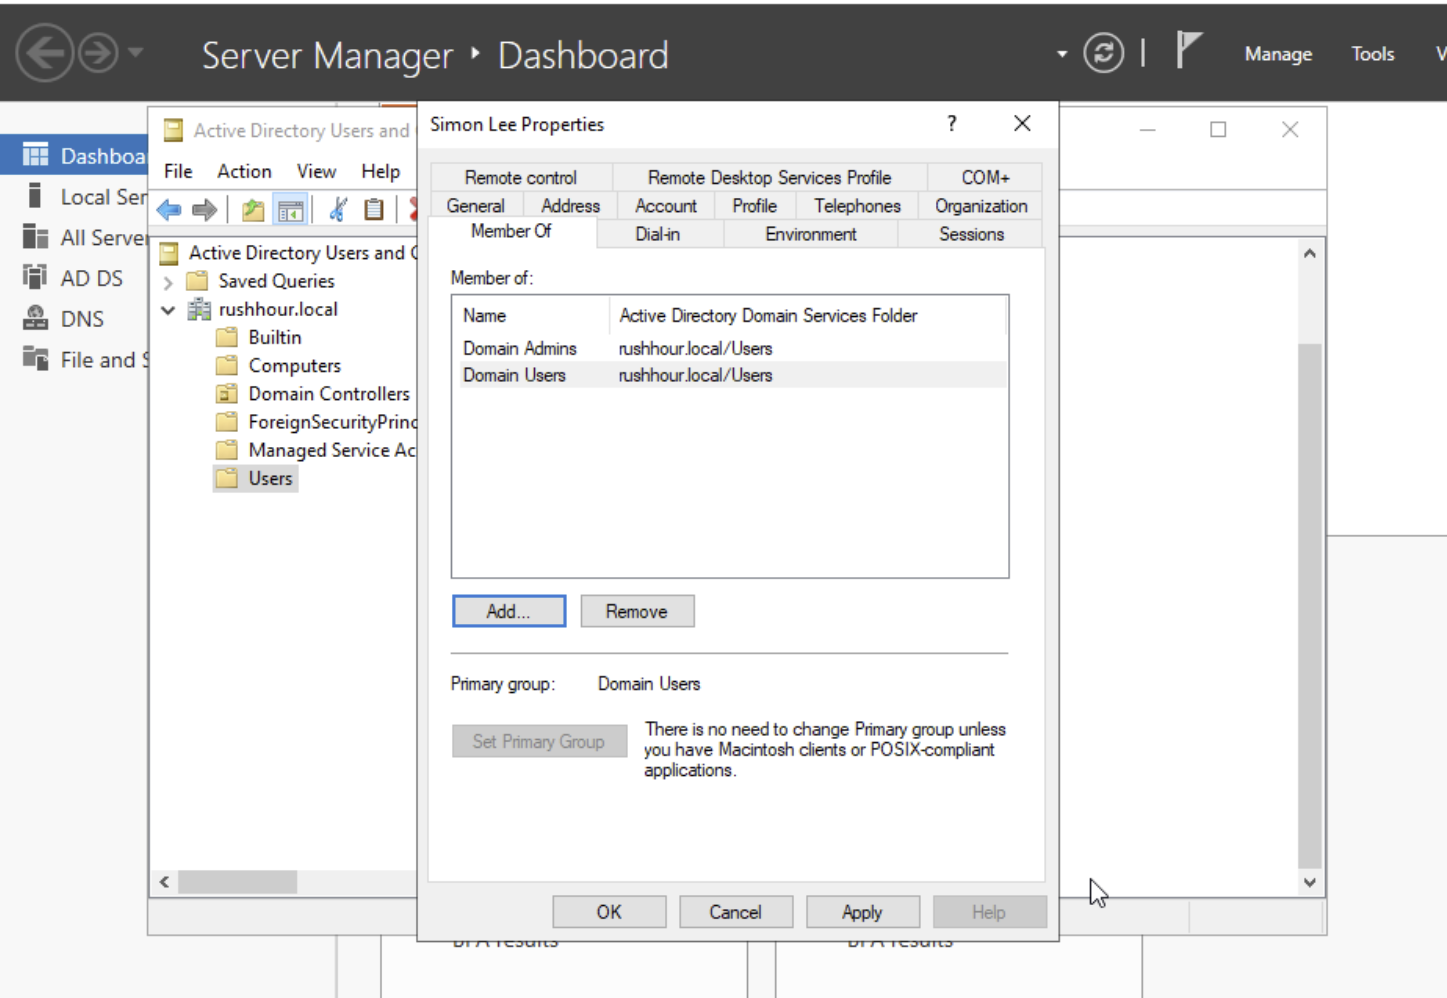 Server Manager ‣ Dashboard
Manage
Tools
Dashboa
Local Ser
All Server
AD DS
DNS
File and S
Active Directory Users and
File Action View Help
Active Directory Users and C
Saved Queries
rushhour.local
Builtin
Computers
Domain Controllers
ForeignSecurityPrinc
Managed Service Ac
Users
Simon Lee Properties
?
Remote control Remote Desktop Services Profile COM+
General Address Account Profile Telephones Organization
Member Of Dial-in Environment Sessions
Member of:
Name Active Directory Domain Services Folder
Domain Admins rushhour.local/Users
Domain Users rushhour.local/Users
Add... Remove
Primary group: Domain Users
Set Primary Group
There is no need to change Primary group unless
you have Macintosh clients or POSIX-compliant
applications.
OK Cancel Apply Help
BPA results BPA results